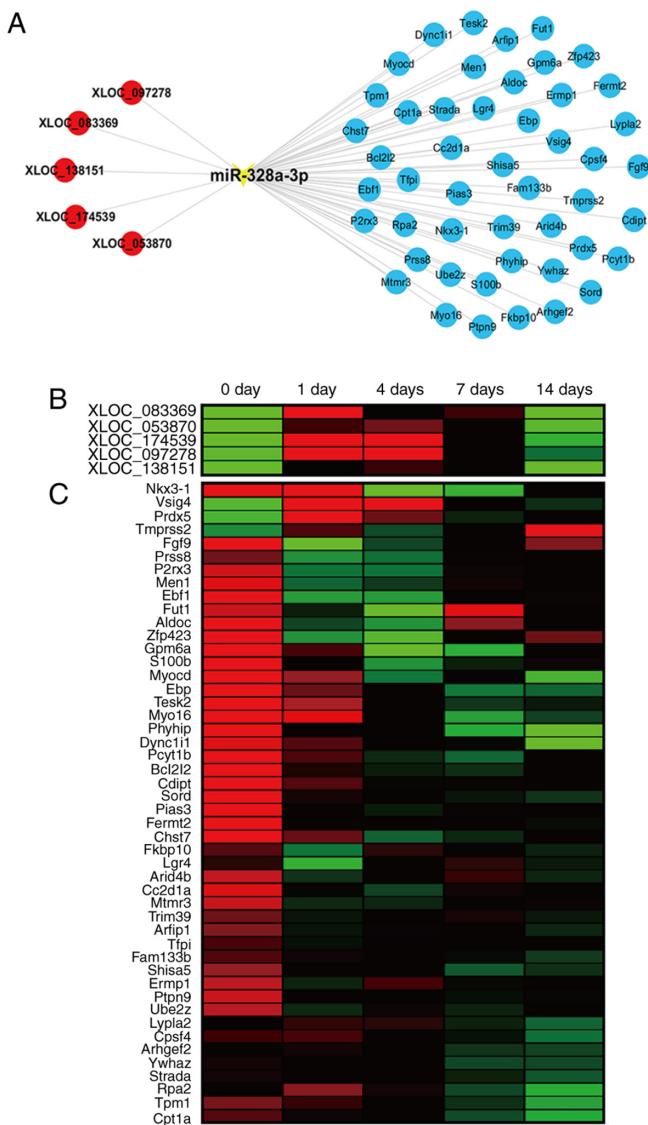 A
XLOC_097278
XLOC_083369
XLOC_138151
XLOC_174539
XLOC_053870
miR-328a-3p
Tesk2
Dync1i1
Fut1
Arfip1
Myocd
Zfp423
Gpm6a
Men1
Aldoc
Fermt2
Tpm1
Ermp1
Cpt1a
Strada
Lgr4
Chst7
Ebp
Lypla2
Vsig4
Cc2d1a
Bcl2l2
Shisa5
Cpsf4
Fgf9
Tfpi
Ebf1
Pias3
Fam133b
Tmprss2
P2rx3
Rpa2
Nkx3-1
Trim39
Arid4b
Cdipt
Prdx5
Pcyt1b
Prss8
Phyhip
Ywhaz
Mtmr3
Ube2z
S100b
Sord
Myo16
Ptpn9
Fkbp10
Arhgef2
B
0 day 1 day 4 days 7 days 14 days
XLOC_083369
XLOC_053870
XLOC_174539
XLOC_097278
XLOC_138151
C
Nkx3-1
Vsig4
Prdx5
Tmprss2
Fgf9
Prss8
P2rx3
Men1
Ebf1
Fut1
Aldoc
Zfp423
Gpm6a
S100b
Myocd
Ebp
Tesk2
Myo16
Phyhip
Dync1i1
Pcyt1b
Bcl2l2
Cdipt
Sord
Pias3
Fermt2
Chst7
Fkbp10
Lgr4
Arid4b
Cc2d1a
Mtmr3
Trim39
Arfip1
Tfpi
Fam133b
Shisa5
Ermp1
Ptpn9
Ube2z
Lypla2
Cpsf4
Arhgef2
Ywhaz
Strada
Rpa2
Tpm1
Cpt1a